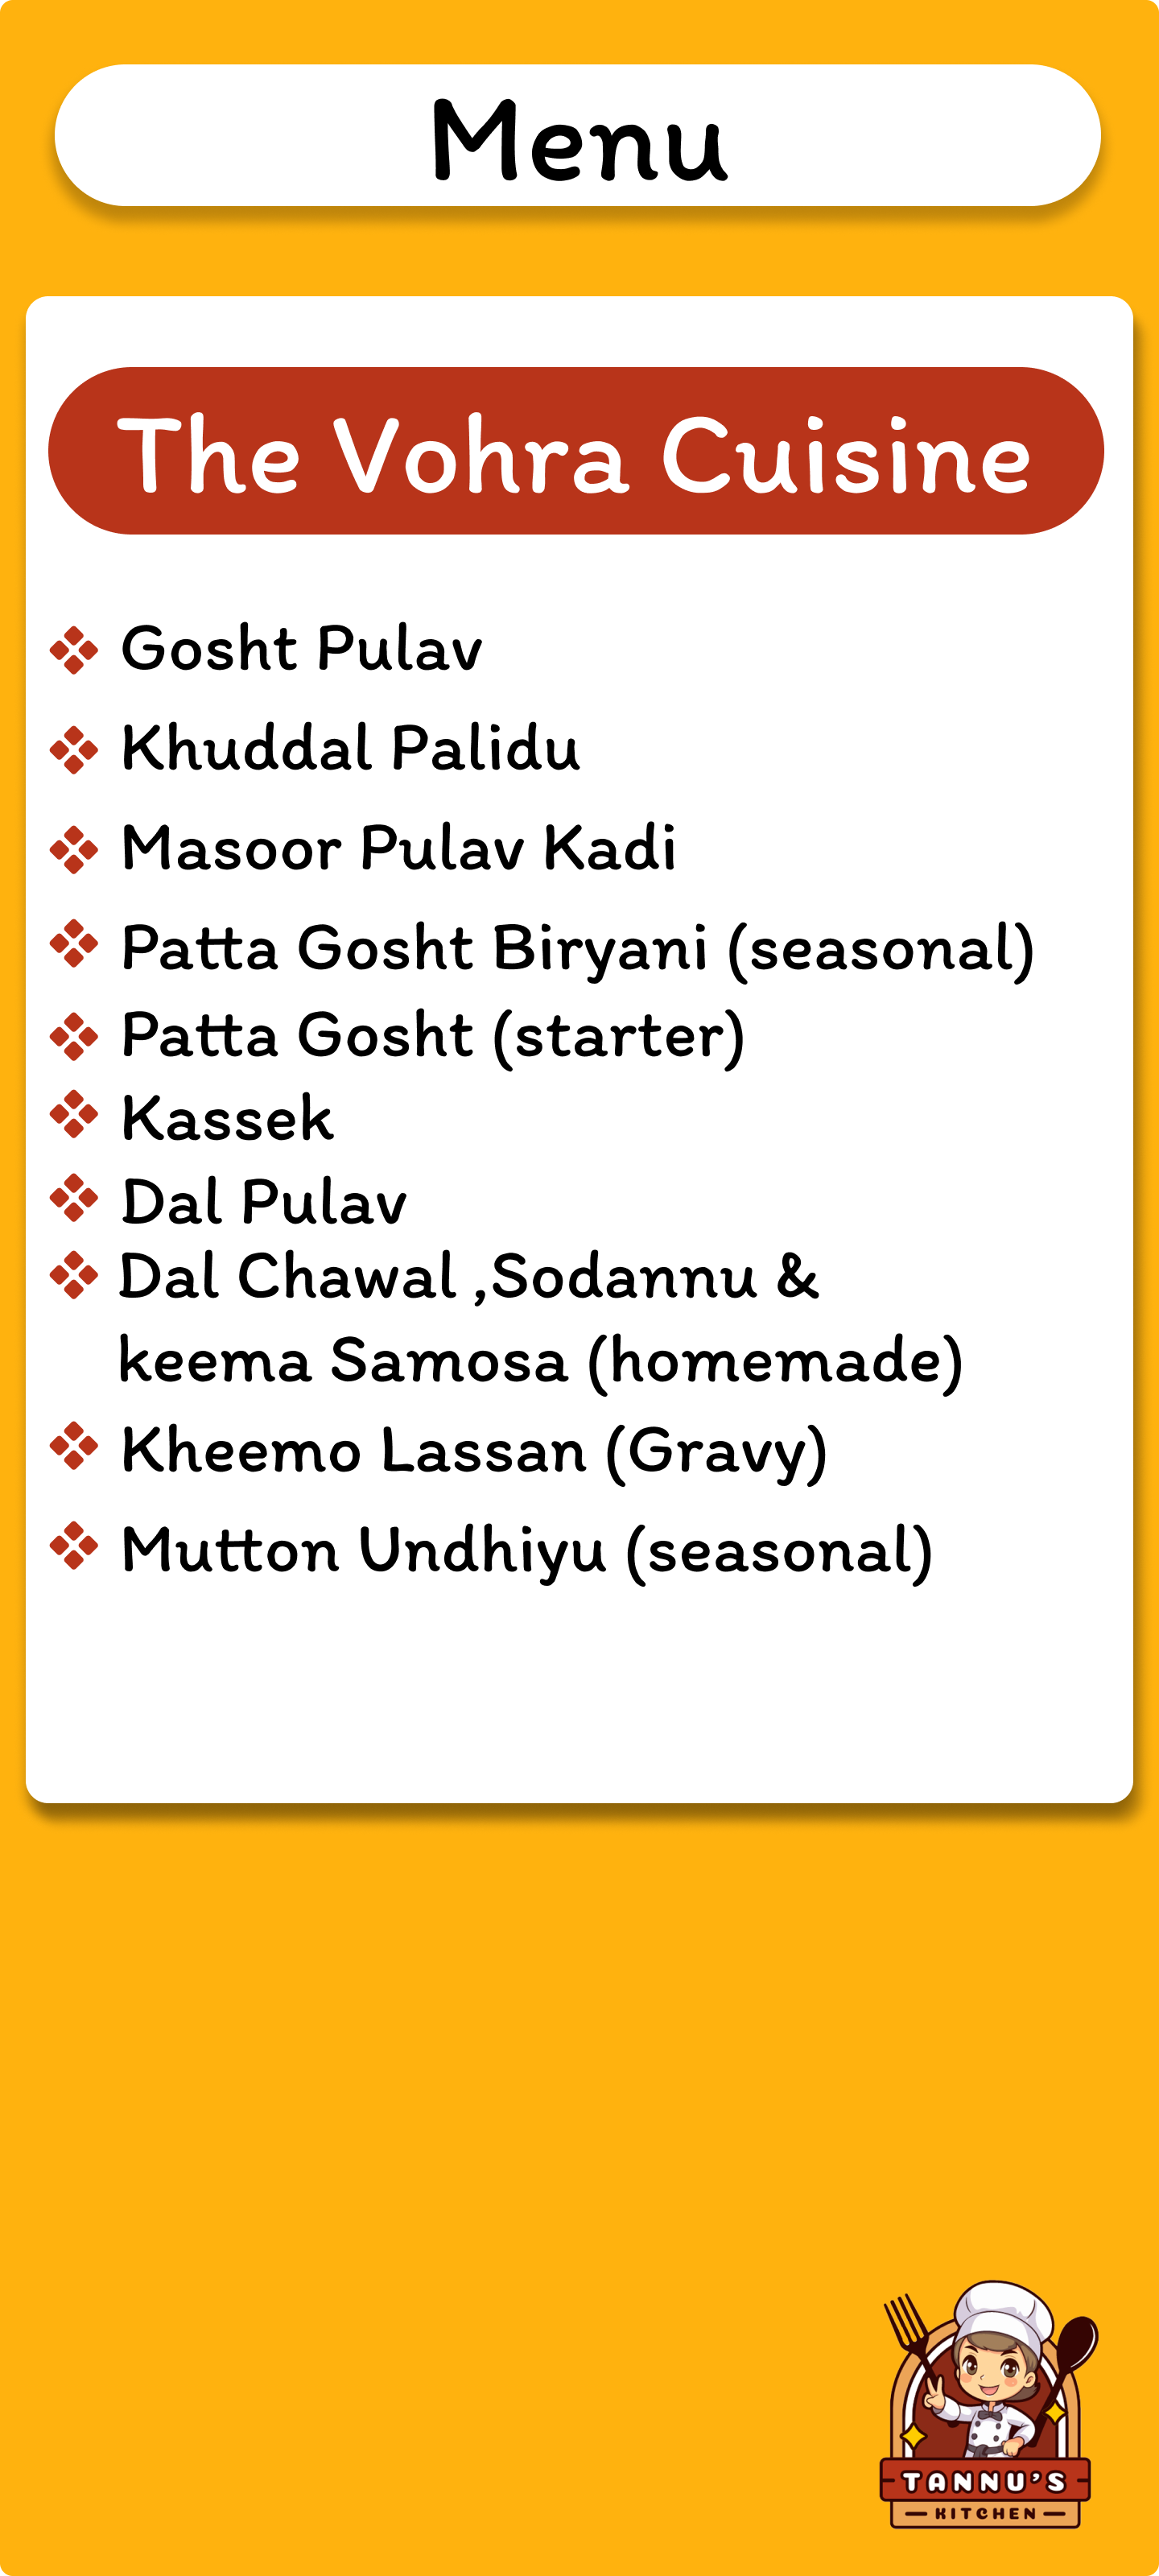 Menu
The Vohra Cuisine
Gosht Pulav
Khuddal Palidu
Masoor Pulav Kadi
Patta Gosht Biryani (seasonal)
Patta Gosht (starter)
Kassek
Dal Pulav
Dal Chawal ,Sodannu &
keema Samosa (homemade)
Kheemo Lassan (Gravy)
Mutton Undhiyu (seasonal)
TANNU'S
KITCHEN